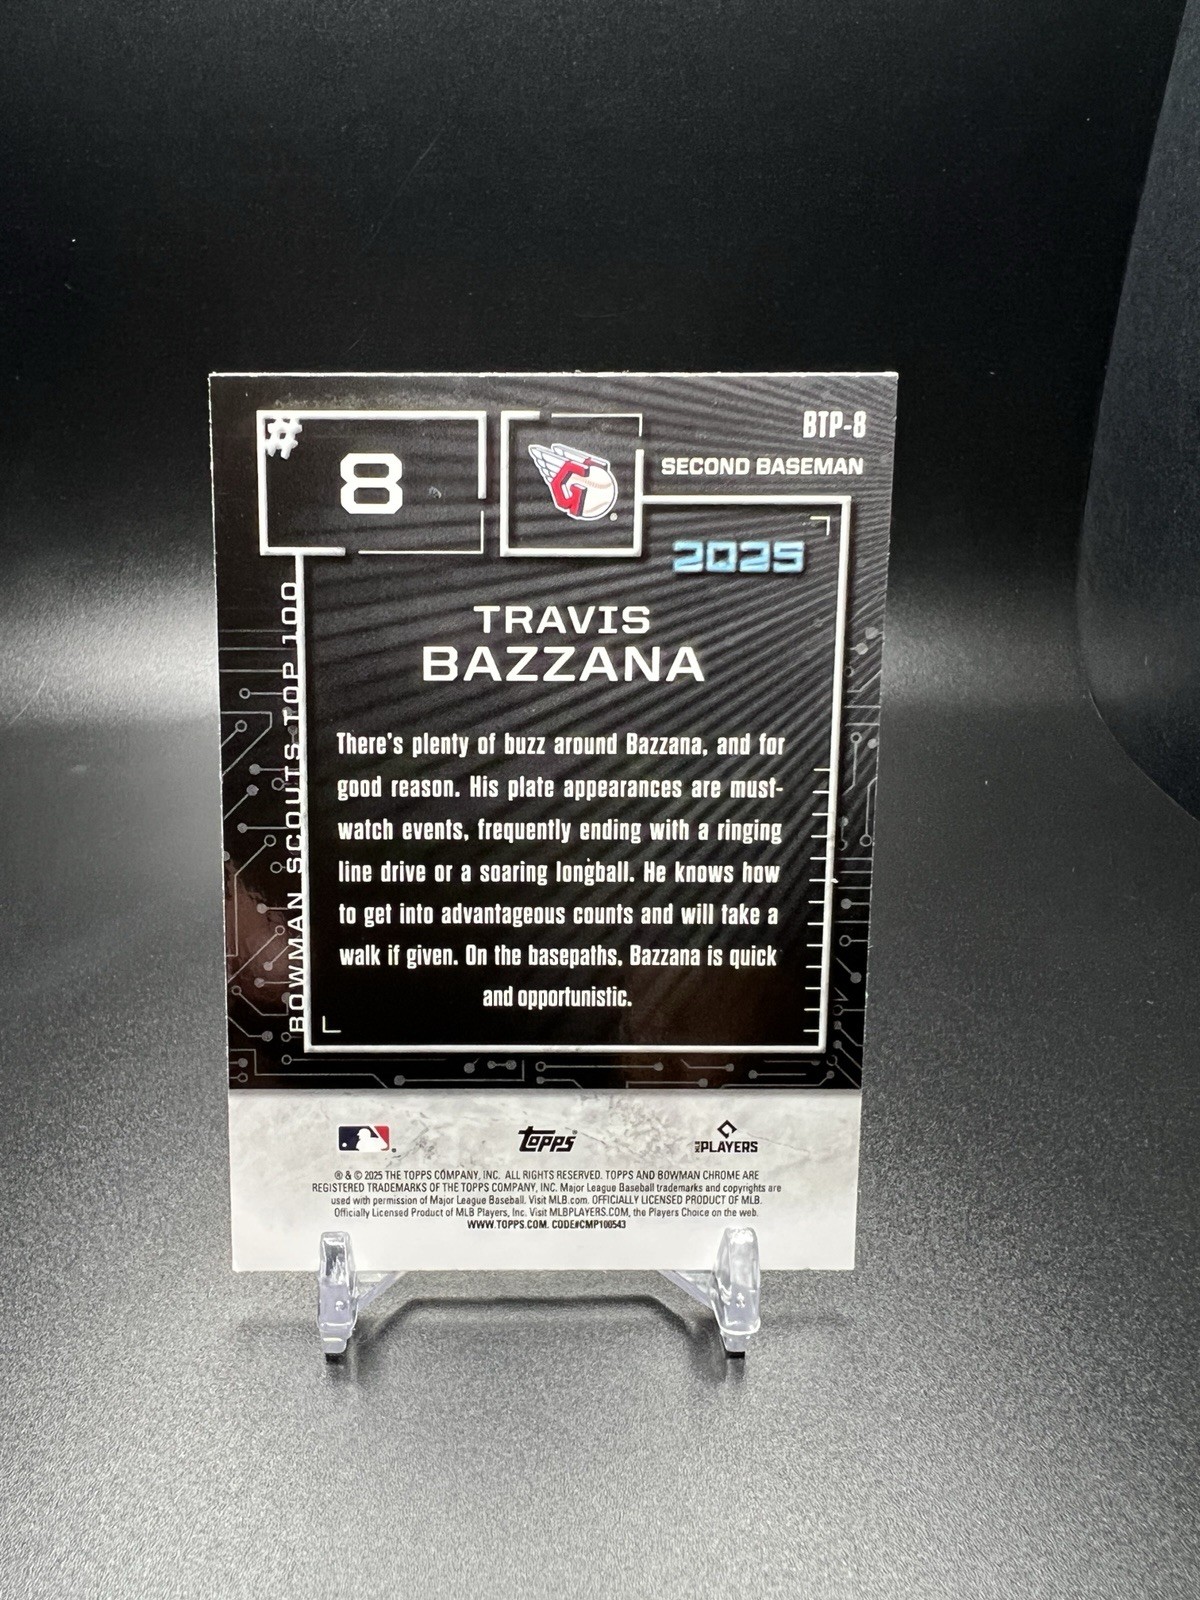 #
8
BTP-8
SECOND BASEMAN
2025
BOWMAN SCOUTS TOP 100
TRAVIS
BAZZANA
There's plenty of buzz around Bazzana, and for
good reason. His plate appearances are must-
watch events, frequently ending with a ringing
line drive or a soaring longball. He knows how
to get into advantageous counts and will take a
walk if given. On the basepaths, Bazzana is quick
and opportunistic.
topps
MLB PLAYERS
® & © 2025 THE TOPPS COMPANY, INC. ALL RIGHTS RESERVED. TOPPS AND BOWMAN CHROME ARE
REGISTERED TRADEMARKS OF THE TOPPS COMPANY, INC. Major League Baseball trademarks and copyrights are
used with permission of Major League Baseball. Visit MLB.com. OFFICIALLY LICENSED PRODUCT OF MLB.
Officially Licensed Product of MLB Players, Inc. Visit MLBPLAYERS.COM, the Players Choice on the web.
WWW.TOPPS.COM. CODE#CMP100543